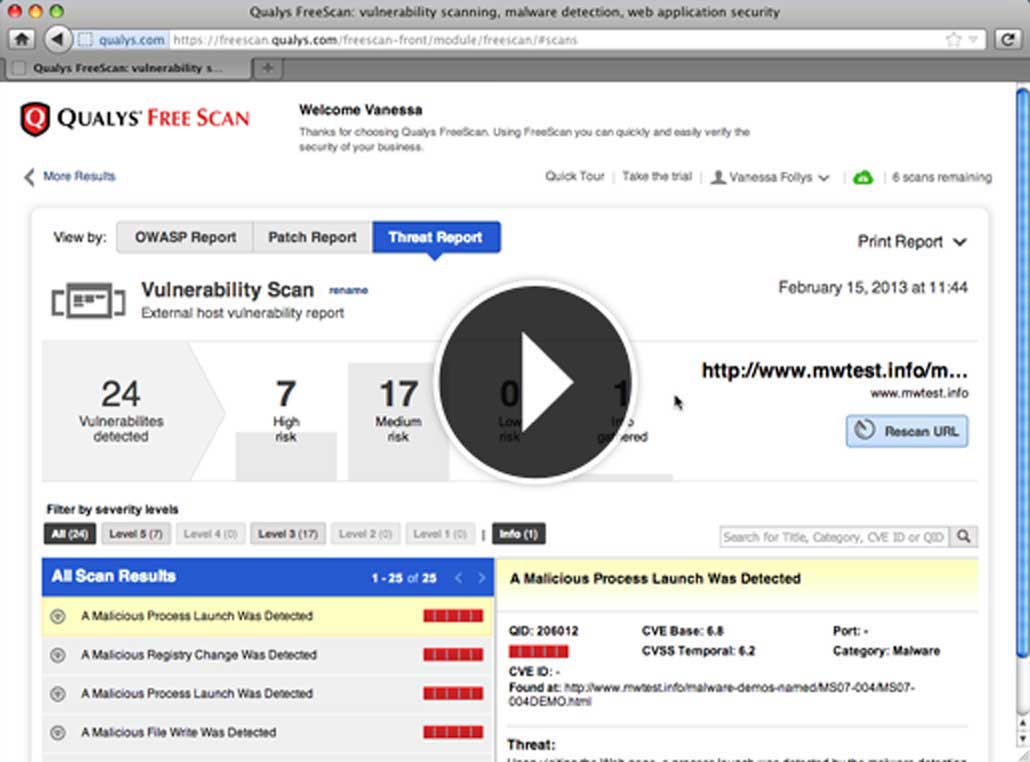 Qualys FreeScan: vulnerability scanning, malware detection, web application security
qualys.com https://freescan.qualys.com/freescan-front/module/freescan/#scans
Qualys FreeScan: vulnerability s...
QUALYS' FREE SCAN
Welcome Vanessa
Thanks for choosing Qualys FreeScan. Using FreeScan you can quickly and easily verify the
security of your business.
More Results
Quick Tour | Take the trial | Vanessa Follys | 6 scans remaining
View by: OWASP Report Patch Report Threat Report
Print Report
Vulnerability Scan rename
External host vulnerability report
February 15, 2013 at 11:44
24
Vulnerabilites
detected
7
High
risk
17
Medium
risk
0
Low
risk
1
gathered
http://www.mwtest.info/m...
www.mwtest.info
Rescan URL
Filter by severity levels
All (24) Level 5 (7) Level 4 (0) Level 3 (17) Level 2 (0) Level 1 (0) | Info (1)
Search for Title, Category, CVE ID or QID
All Scan Results 1 - 25 of 25
A Malicious Process Launch Was Detected
A Malicious Registry Change Was Detected
A Malicious Process Launch Was Detected
A Malicious File Write Was Detected
A Malicious Process Launch Was Detected
QID: 206012 CVE Base: 6.8 Port: -
CVSS Temporal: 6.2 Category: Malware
CVE ID: -
Found at: http://www.mwtest.info/malware-demos-named/MS07-004/MS07-
004DEMO.html
Threat: